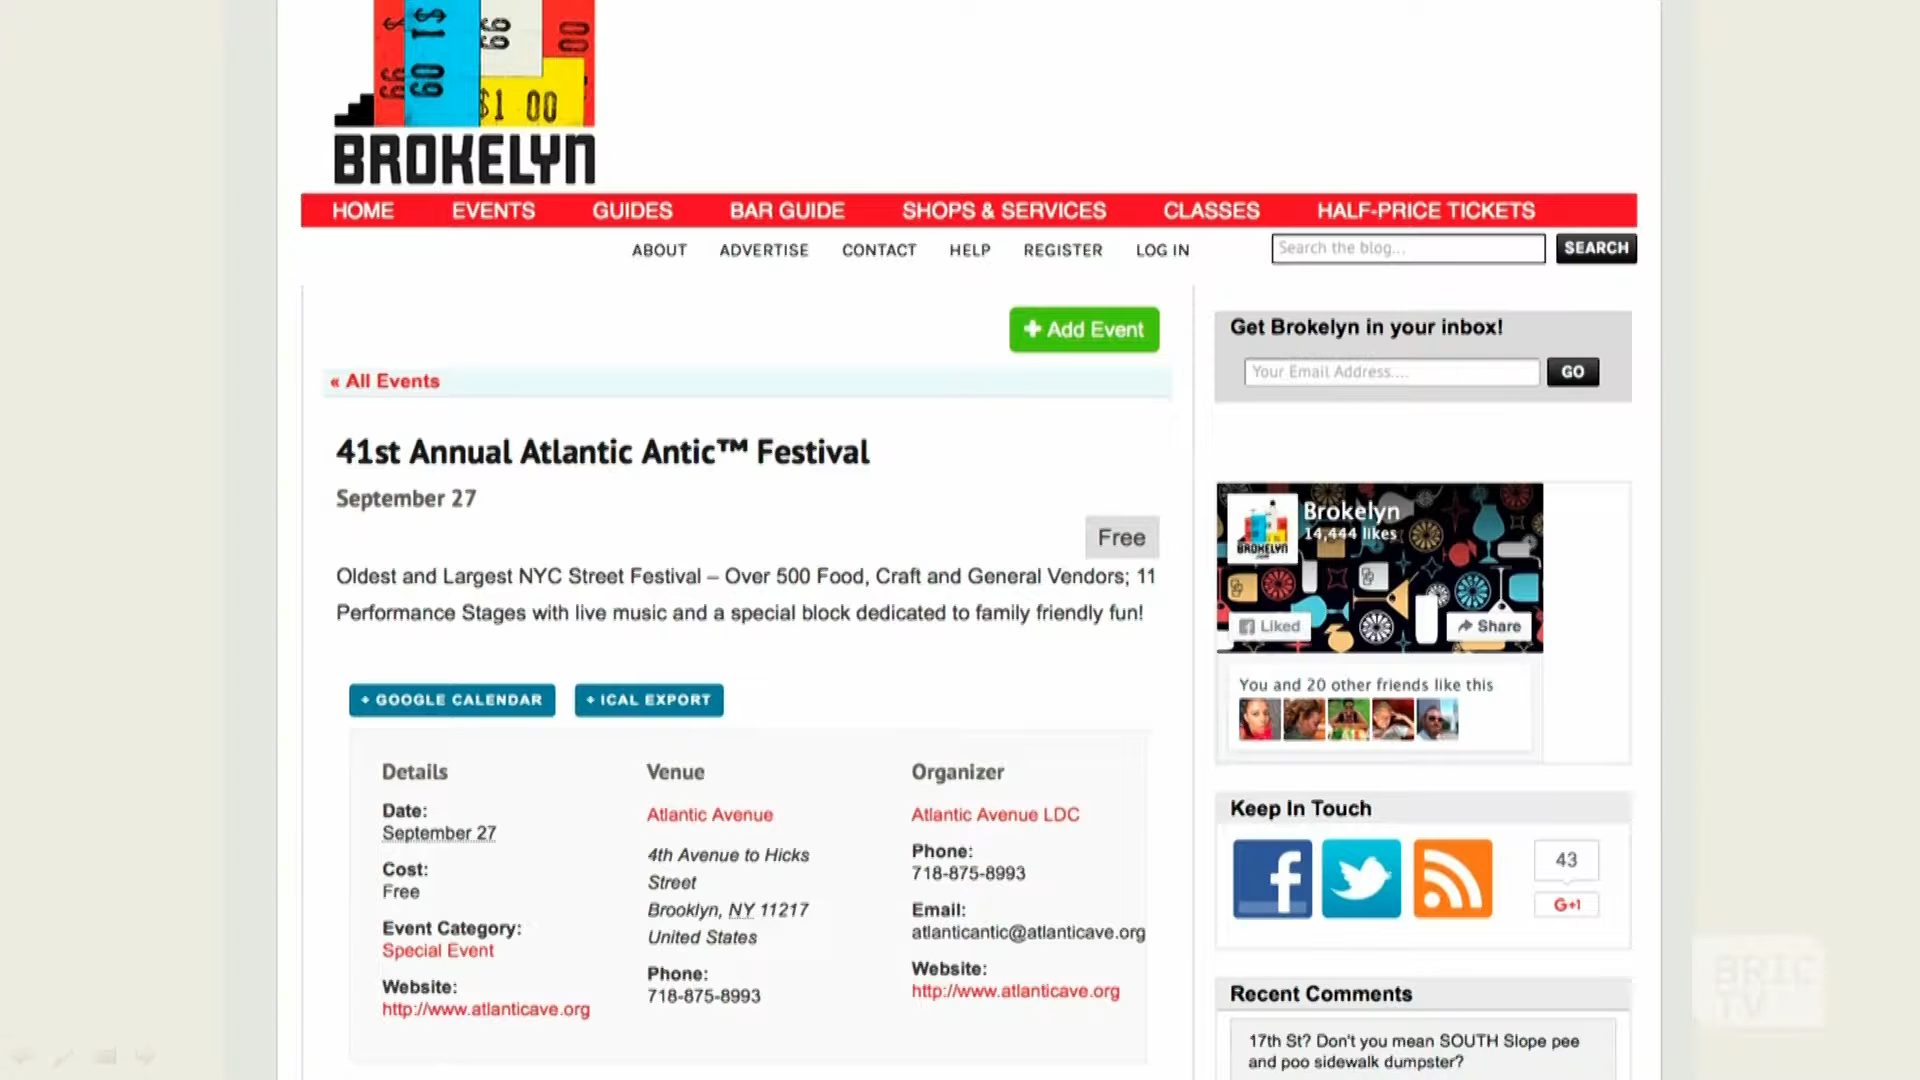 $1 00
BROKELYN
HOME EVENTS GUIDES BAR GUIDE SHOPS & SERVICES CLASSES HALF-PRICE TICKETS
ABOUT ADVERTISE CONTACT HELP REGISTER LOG IN Search the blog... SEARCH
+ Add Event
« All Events
41st Annual Atlantic Antic™ Festival
September 27
Free
Oldest and Largest NYC Street Festival – Over 500 Food, Craft and General Vendors; 11
Performance Stages with live music and a special block dedicated to family friendly fun!
+ GOOGLE CALENDAR + ICAL EXPORT
Details
Date:
September 27
Cost:
Free
Event Category:
Special Event
Website:
http://www.atlanticave.org
Venue
Atlantic Avenue
4th Avenue to Hicks
Street
Brooklyn, NY 11217
United States
Phone:
718-875-8993
Organizer
Atlantic Avenue LDC
Phone:
718-875-8993
Email:
atlanticantic@atlanticave.org
Website:
http://www.atlanticave.org
Get Brokelyn in your inbox!
Your Email Address.... GO
Brokelyn
14,444 likes
BROKELYN
Liked Share
You and 20 other friends like this
Keep In Touch
43
G+1
Recent Comments
17th St? Don't you mean SOUTH Slope pee
and poo sidewalk dumpster?
BRIC
TV